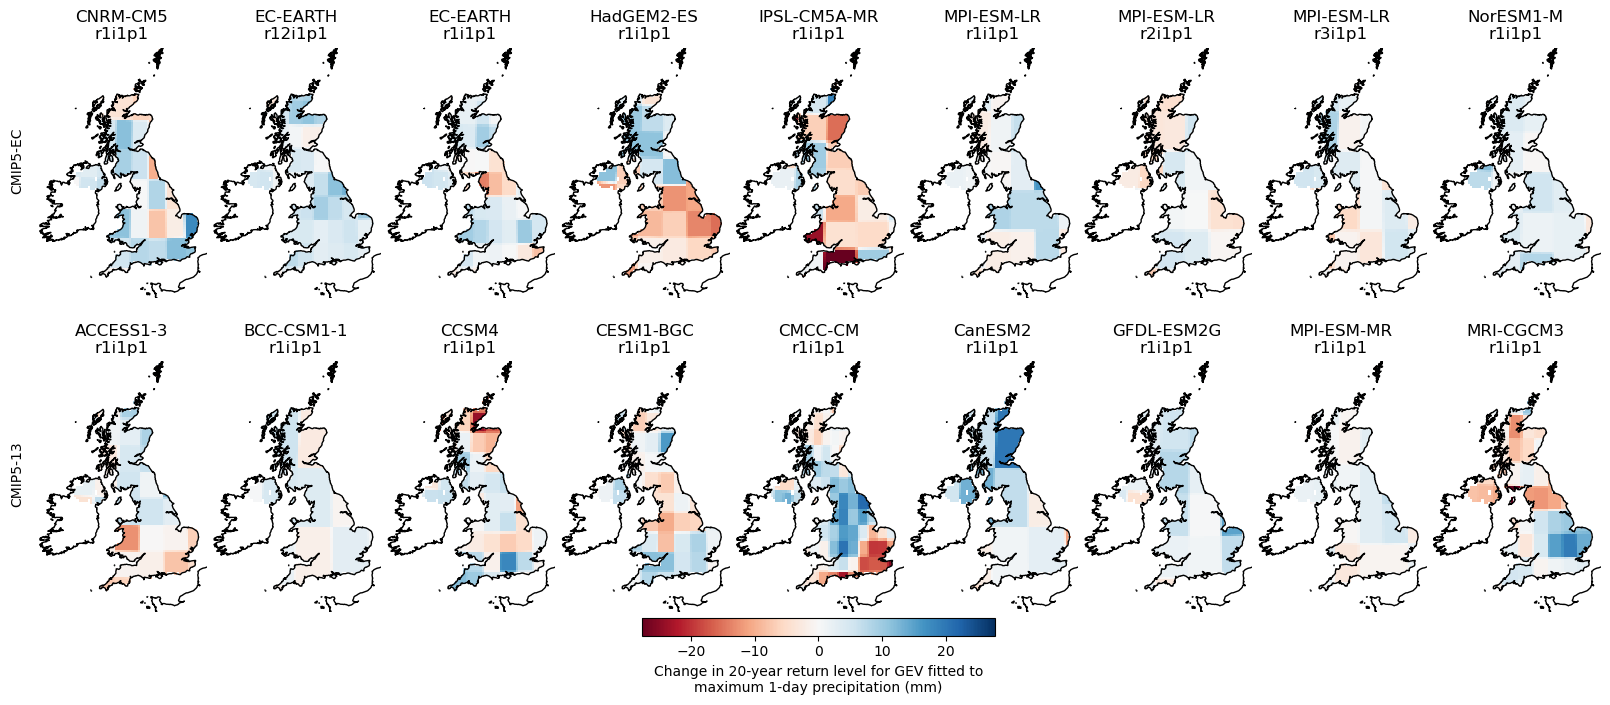 CNRM-CM5
r1i1p1
EC-EARTH
r12i1p1
EC-EARTH
r1i1p1
HadGEM2-ES
r1i1p1
IPSL-CM5A-MR
r1i1p1
MPI-ESM-LR
r1i1p1
MPI-ESM-LR
r2i1p1
MPI-ESM-LR
r3i1p1
NorESM1-M
r1i1p1
CMIP5-EC
ACCESS1-3
r1i1p1
BCC-CSM1-1
r1i1p1
CCSM4
r1i1p1
CESM1-BGC
r1i1p1
CMCC-CM
r1i1p1
CanESM2
r1i1p1
GFDL-ESM2G
r1i1p1
MPI-ESM-MR
r1i1p1
MRI-CGCM3
r1i1p1
CMIP5-13
−20 −10 0 10 20
Change in 20-year return level for GEV fitted to
maximum 1-day precipitation (mm)